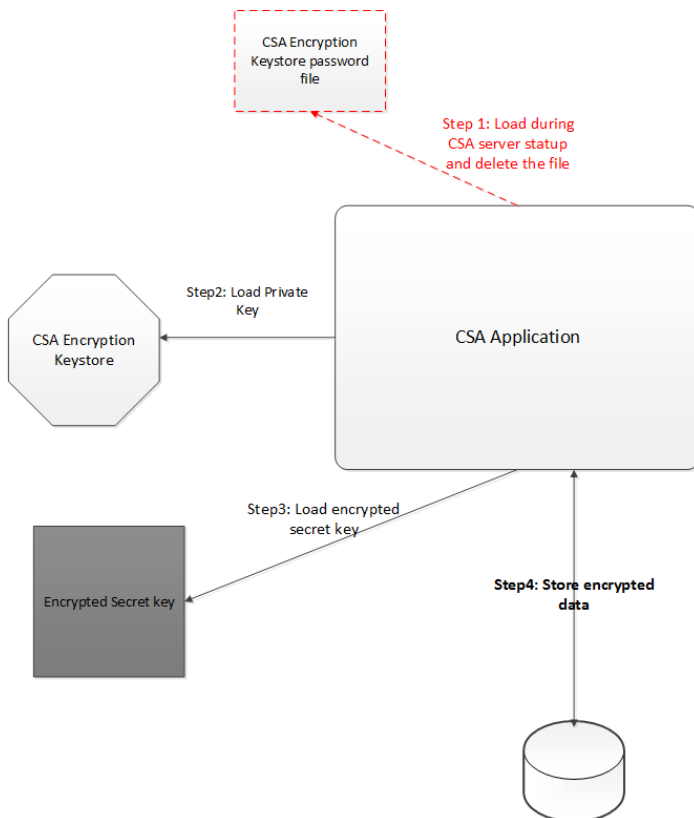 CSA Encryption
Keystore password
file
Step 1: Load during
CSA server statup
and delete the file
Step2: Load Private
Key
CSA Encryption
Keystore
CSA Application
Step3: Load encrypted
secret key
Encrypted Secret key
Step4: Store encrypted
data